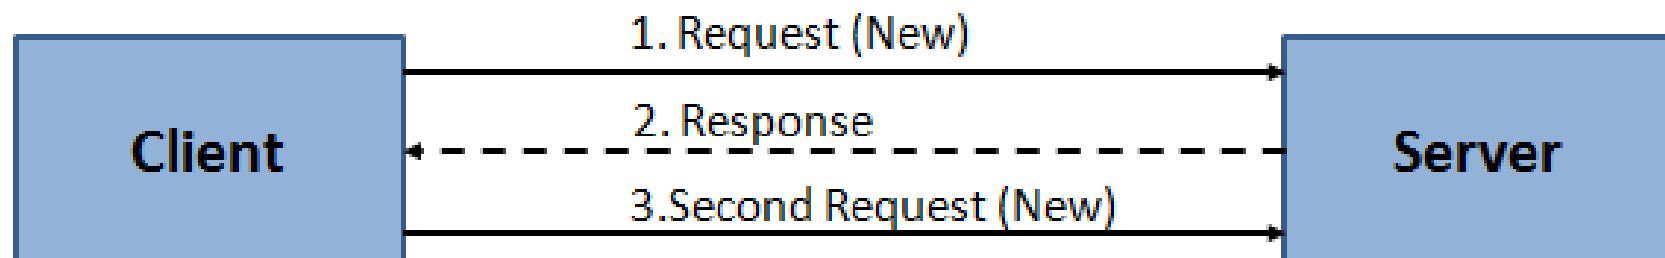 1. Request (New)
2. Response
Client
Server
3.Second Request (New)